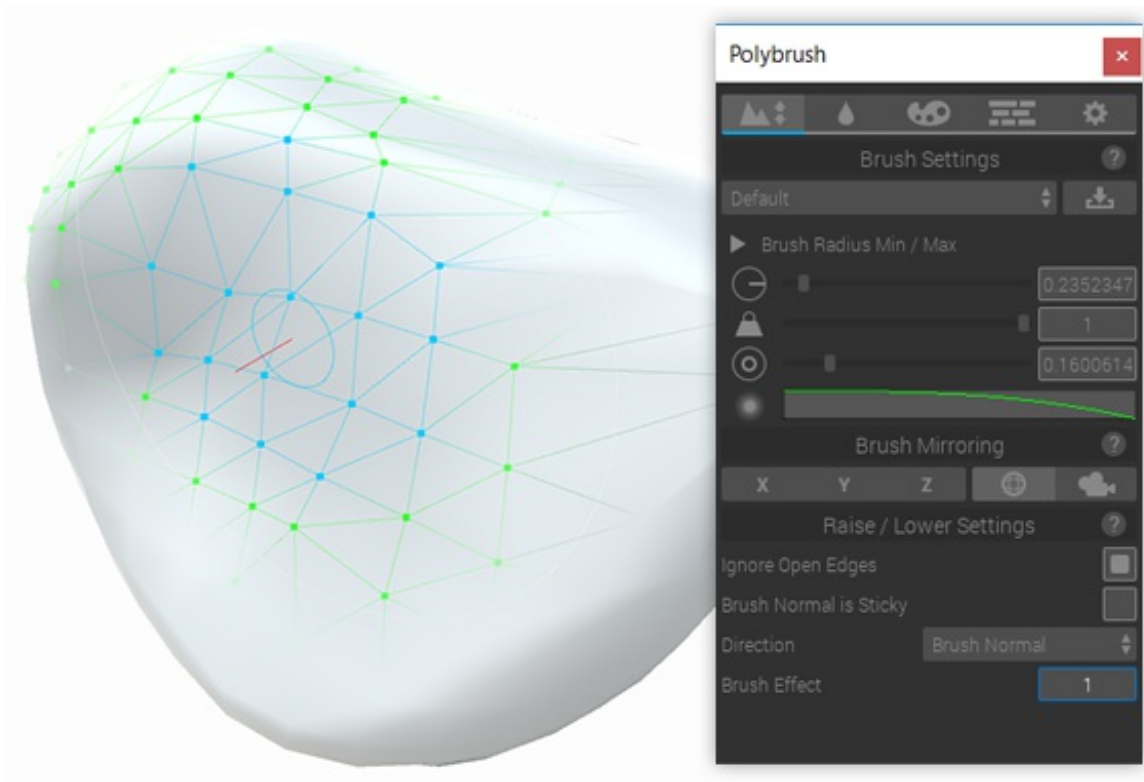 Polybrush
Brush Settings
Default
Brush Radius Min / Max
0.2352347
1
0.1600614
Brush Mirroring
X Y Z
Raise / Lower Settings
Ignore Open Edges
Brush Normal is Sticky
Direction Brush Normal
Brush Effect 1